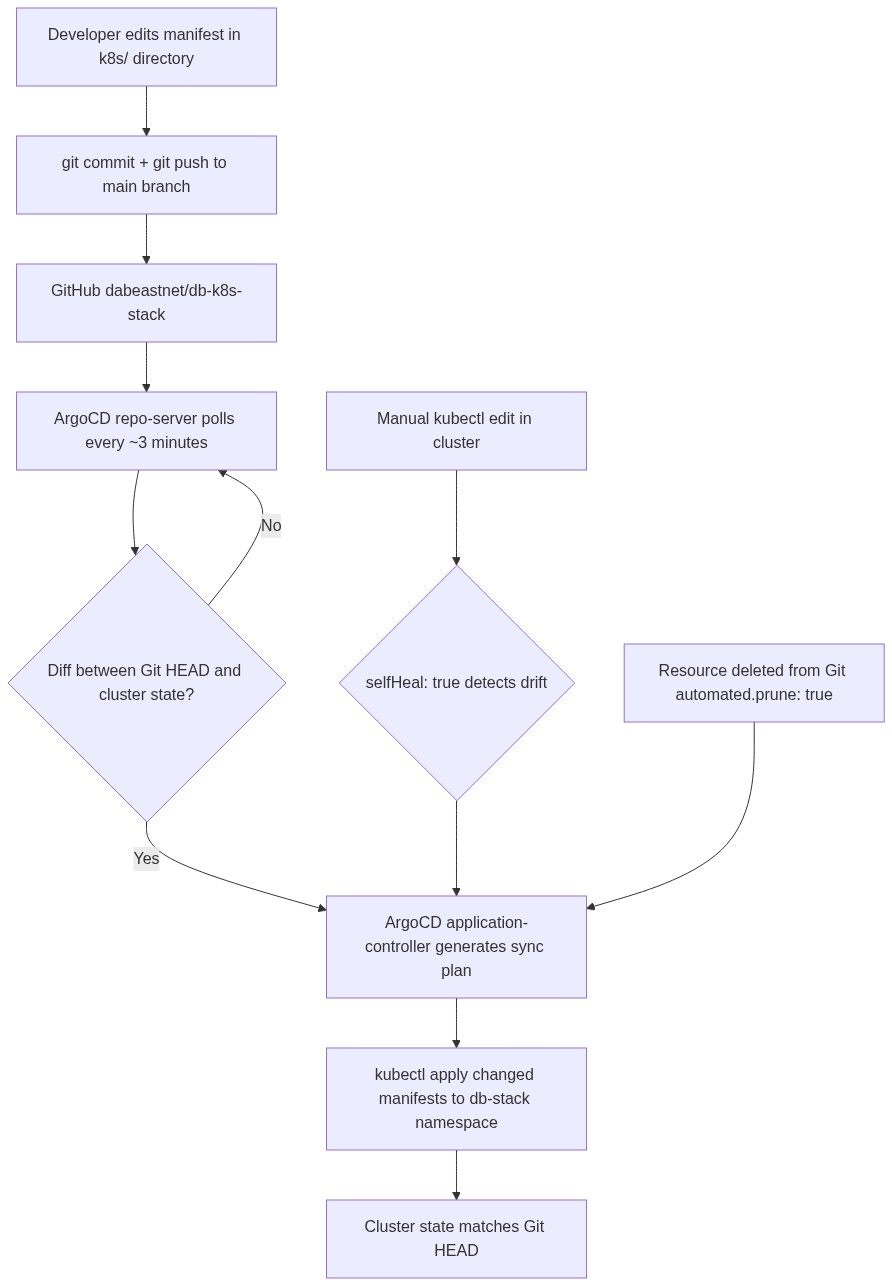 Developer edits manifest in
k8s/ directory
git commit + git push to
main branch
GitHub dabeastnet/db-k8s-
stack
ArgoCD repo-server polls
every ~3 minutes
Manual kubectl edit in
cluster
No
Diff between Git HEAD and
cluster state?
selfHeal: true detects drift
Resource deleted from Git
automated.prune: true
Yes
ArgoCD application-
controller generates sync
plan
kubectl apply changed
manifests to db-stack
namespace
Cluster state matches Git
HEAD